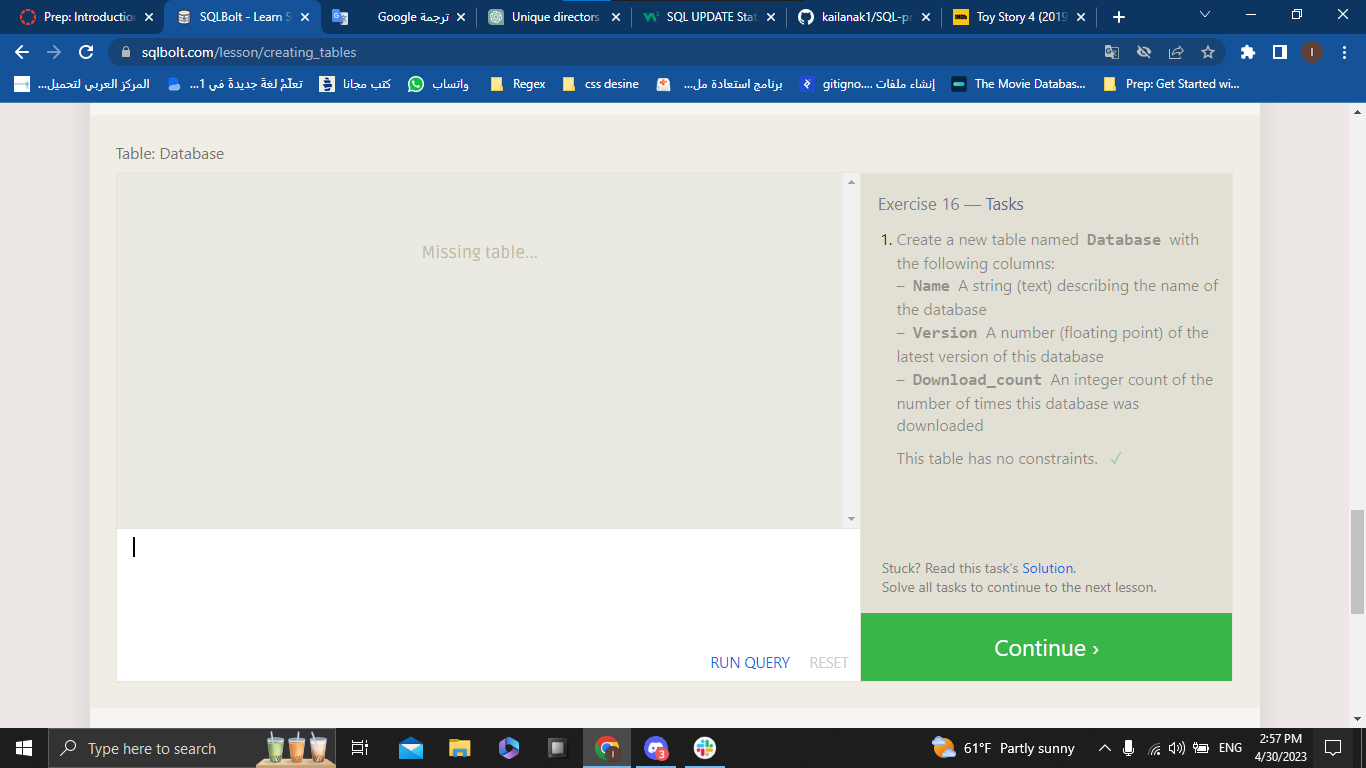 Prep: Introduction
SQLBolt - Learn S
ترجمة Google
Unique directors
SQL UPDATE Stat
kailanak1/SQL-pr
Toy Story 4 (2019
sqlbolt.com/lesson/creating_tables
المركز العربي لتحميل...
تعلّمْ لغةً جديدةً في 1...
كتب مجانا
واتساب
Regex
css desine
برنامج استعادة مل...
إنشاء ملفات gitigno....
The Movie Databas...
Prep: Get Started wi...
Table: Database
Missing table...
Exercise 16 — Tasks
1. Create a new table named Database with
the following columns:
– Name A string (text) describing the name of
the database
– Version A number (floating point) of the
latest version of this database
– Download_count An integer count of the
number of times this database was
downloaded
This table has no constraints. ✓
Stuck? Read this task's Solution.
Solve all tasks to continue to the next lesson.
RUN QUERY RESET
Continue ›
Type here to search
3
61°F Partly sunny
ENG
2:57 PM
4/30/2023